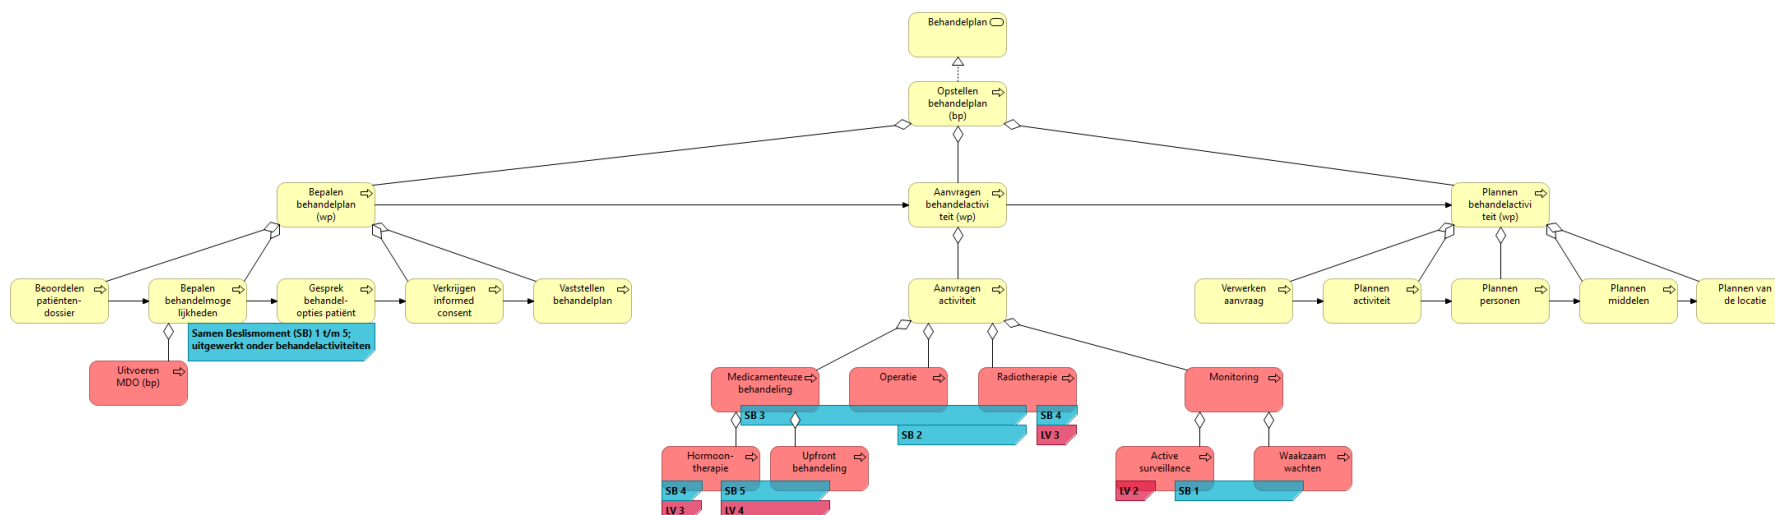 Behandelplan
Opstellen
behandelplan
(bp)
Bepalen
behandelplan
(wp)
Aanvragen
behandelactivi
teit (wp)
Plannen
behandelactivi
teit (wp)
Beoordelen
patiënten-
dossier
Bepalen
behandelmoge
lijkheden
Gesprek
behandel-
opties patiënt
Verkrijgen
informed
consent
Vaststellen
behandelplan
Aanvragen
activiteit
Verwerken
aanvraag
Plannen
activiteit
Plannen
personen
Plannen
middelen
Plannen van
de locatie
Samen Beslismoment (SB) 1 t/m 5;
uitgewerkt onder behandelactiviteiten
Uitvoeren
MDO (bp)
Medicamenteuze
behandeling
Operatie
Radiotherapie
Monitoring
SB 3
SB 4
SB 2
LV 3
Hormoon-
therapie
Upfront
behandeling
Active
surveillance
Waakzaam
wachten
SB 4
SB 5
LV 2
SB 1
LV 3
LV 4